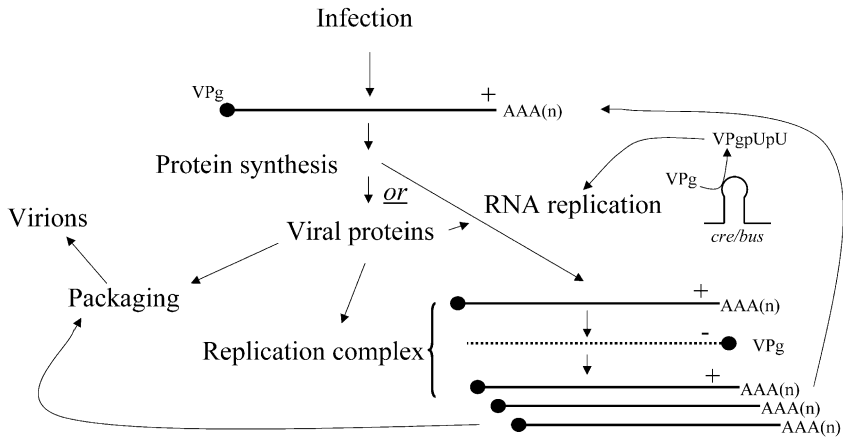 Infection
VPg
+
AAA(n)
VPgpUpU
Protein synthesis
VPg
or
RNA replication
Virions
Viral proteins
cre/bus
Packaging
+
AAA(n)
Replication complex
-
VPg
+
AAA(n)
AAA(n)
AAA(n)